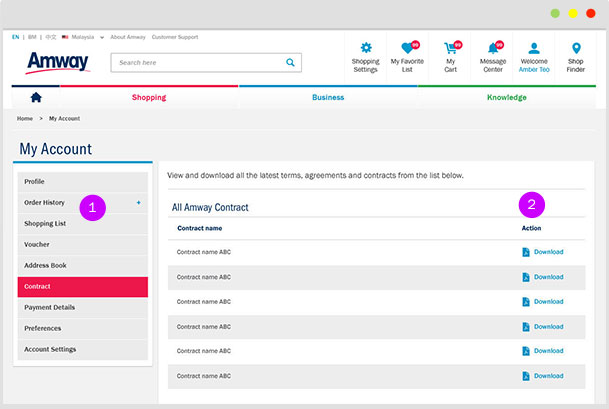 EN | BM | 中文 Malaysia About Amway Customer Support
Amway
Search here
Shopping Settings
99
My Favorite List
99
My Cart
99
Message Center
Welcome Amber Teo
Shop Finder
Shopping Business Knowledge
Home > My Account
My Account
Profile
Order History +
1
Shopping List
Voucher
Address Book
Contract
Payment Details
Preferences
Account Settings
View and download all the latest terms, agreements and contracts from the list below.
All Amway Contract
2
Contract name Action
Contract name ABC Download
Contract name ABC Download
Contract name ABC Download
Contract name ABC Download
Contract name ABC Download
Contract name ABC Download